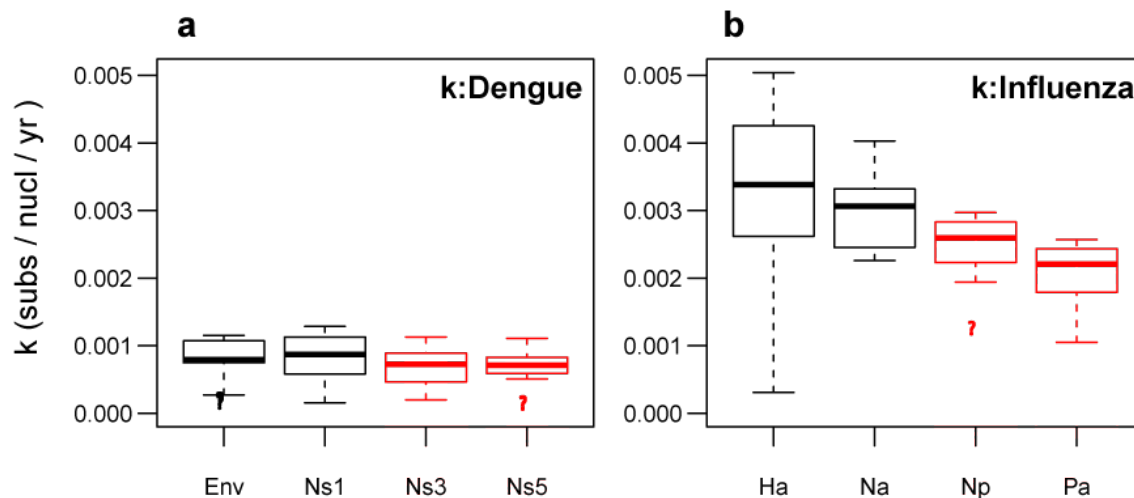 a
b
k:Dengue
k:Influenza
k (subs / nucl / yr )
0.005
0.004
0.003
0.002
0.001
0.000
?
?
Env Ns1 Ns3 Ns5
0.005
0.004
0.003
0.002
0.001
0.000
?
Ha Na Np Pa